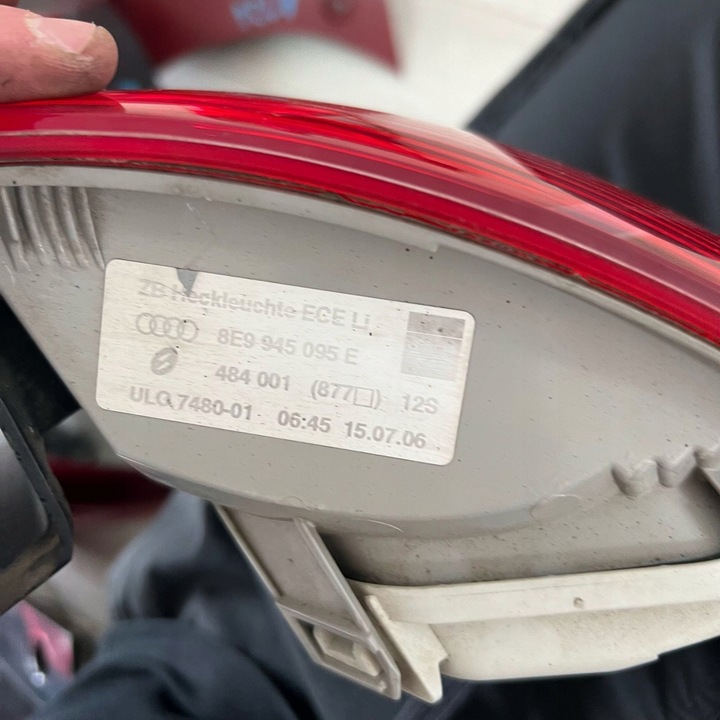 ZB Heckleuchte ECE Li
8E9 945 095 E
484 001 (877□) 12S
ULO 7480-01 06:45 15.07.06